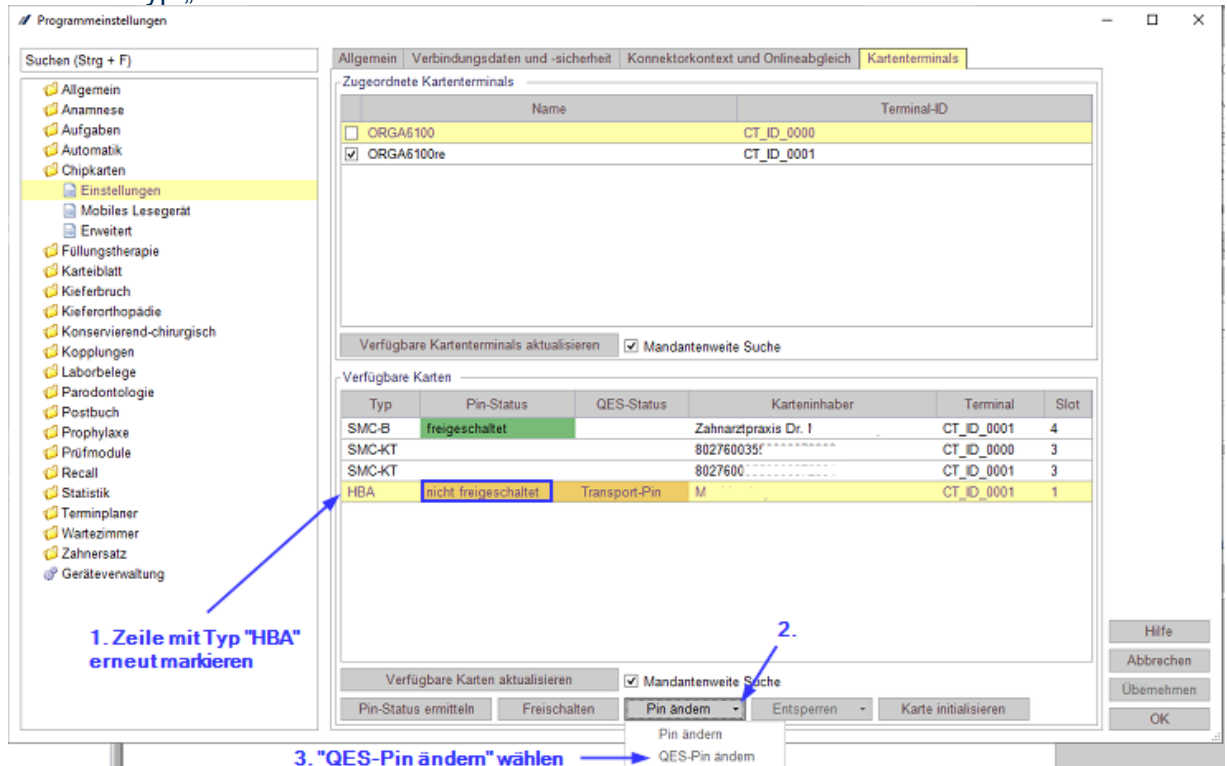 Programmeinstellungen
Suchen (Strg + F)
Allgemein
Anamnese
Aufgaben
Automatik
Chipkarten
Einstellungen
Mobiles Lesegerät
Erweitert
Füllungstherapie
Karteiblatt
Kieferbruch
Kieferorthopädie
Konservierend-chirurgisch
Kopplungen
Laborbelege
Parodontologie
Postbuch
Prophylaxe
Prüfmodule
Recall
Statistik
Terminplaner
Wartezimmer
Zahnersatz
Geräteverwaltung
Allgemein Verbindungsdaten und -sicherheit Konnektorkontext und Onlineabgleich Kartenterminals
Zugeordnete Kartenterminals
Name Terminal-ID
ORGA6100 CT_ID_0000
ORGA6100re CT_ID_0001
Verfügbare Kartenterminals aktualisieren Mandantenweite Suche
Verfügbare Karten
Typ Pin-Status QES-Status Karteninhaber Terminal Slot
SMC-B freigeschaltet Zahnarztpraxis Dr. CT_ID_0001 4
SMC-KT CT_ID_0000 3
SMC-KT CT_ID_0001 3
HBA nicht freigeschaltet Transport-Pin M CT_ID_0001 1
1. Zeile mit Typ "HBA"
erneut markieren
2.
Verfügbare Karten aktualisieren Mandantenweite Suche
Pin-Status ermitteln Freischalten Pin ändern Entsperren Karte initialisieren
Pin ändern
QES-Pin ändern
3. "QES-Pin ändern" wählen
Hilfe
Abbrechen
Übernehmen
OK